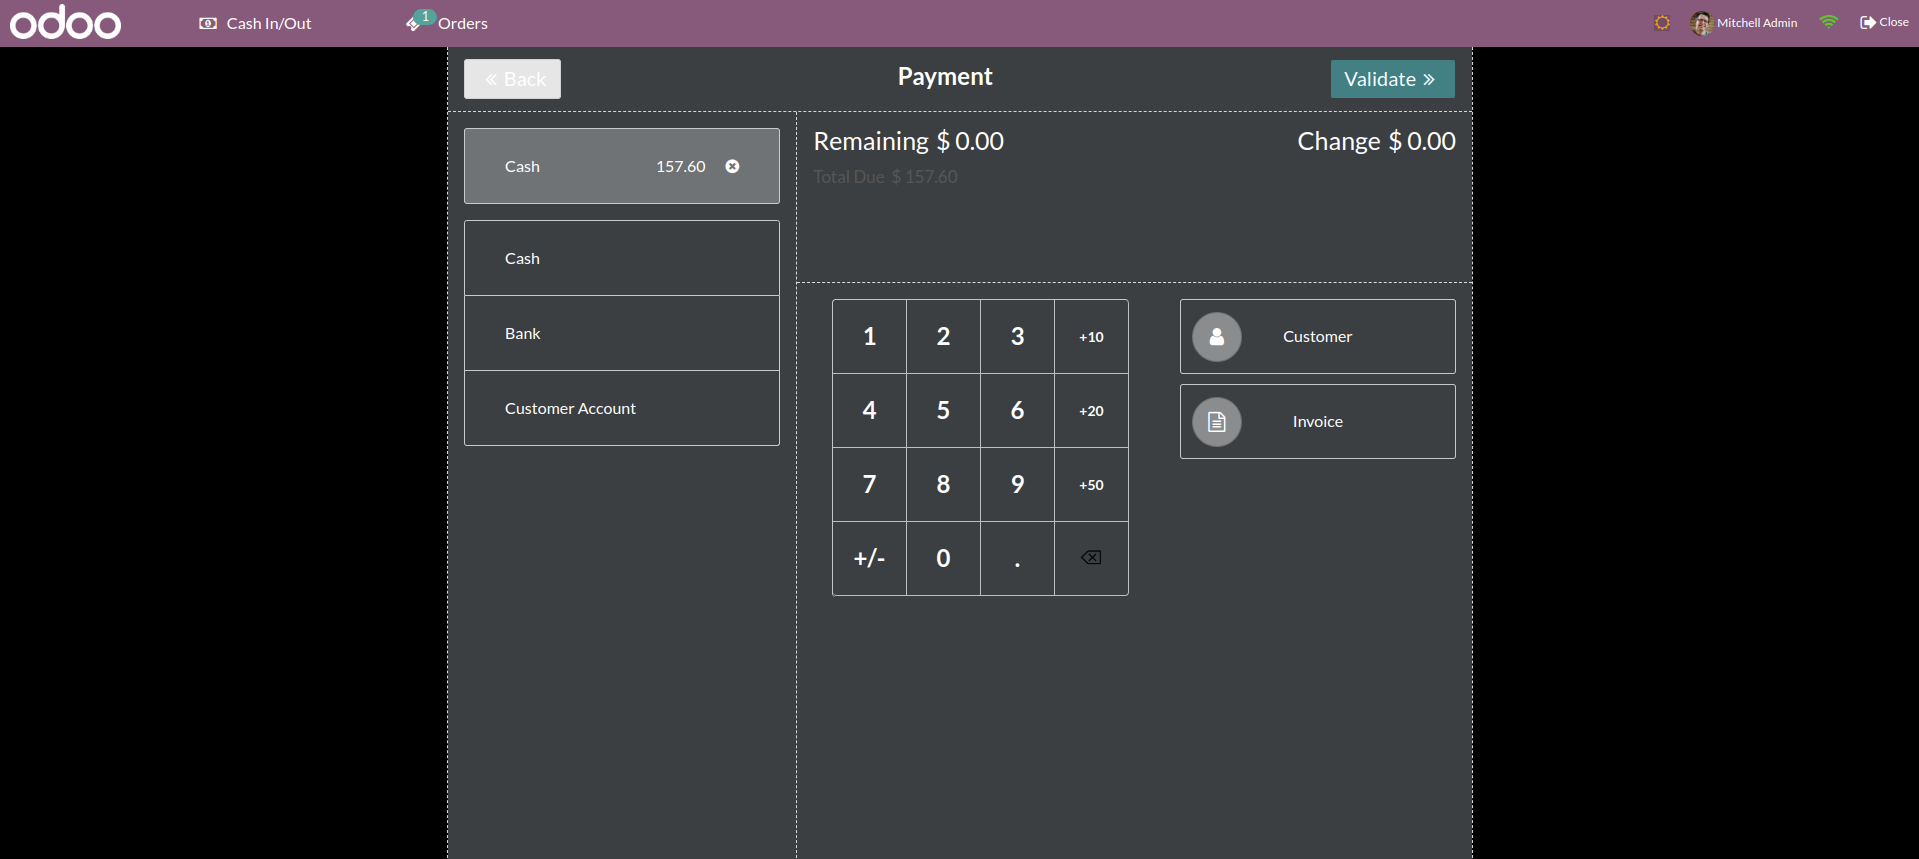 odoo
Cash In/Out
1
Orders
Mitchell Admin
Close
Back
Payment
Validate
Cash 157.60
Cash
Bank
Customer Account
Remaining $ 0.00
Change $ 0.00
Total Due $ 157.60
1 2 3 +10
4 5 6 +20
7 8 9 +50
+/- 0 .
Customer
Invoice